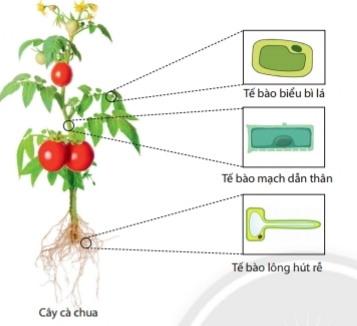 Tế bào biểu bì lá
Tế bào mạch dẫn thân
Tế bào lông hút rễ
Cây cà chua